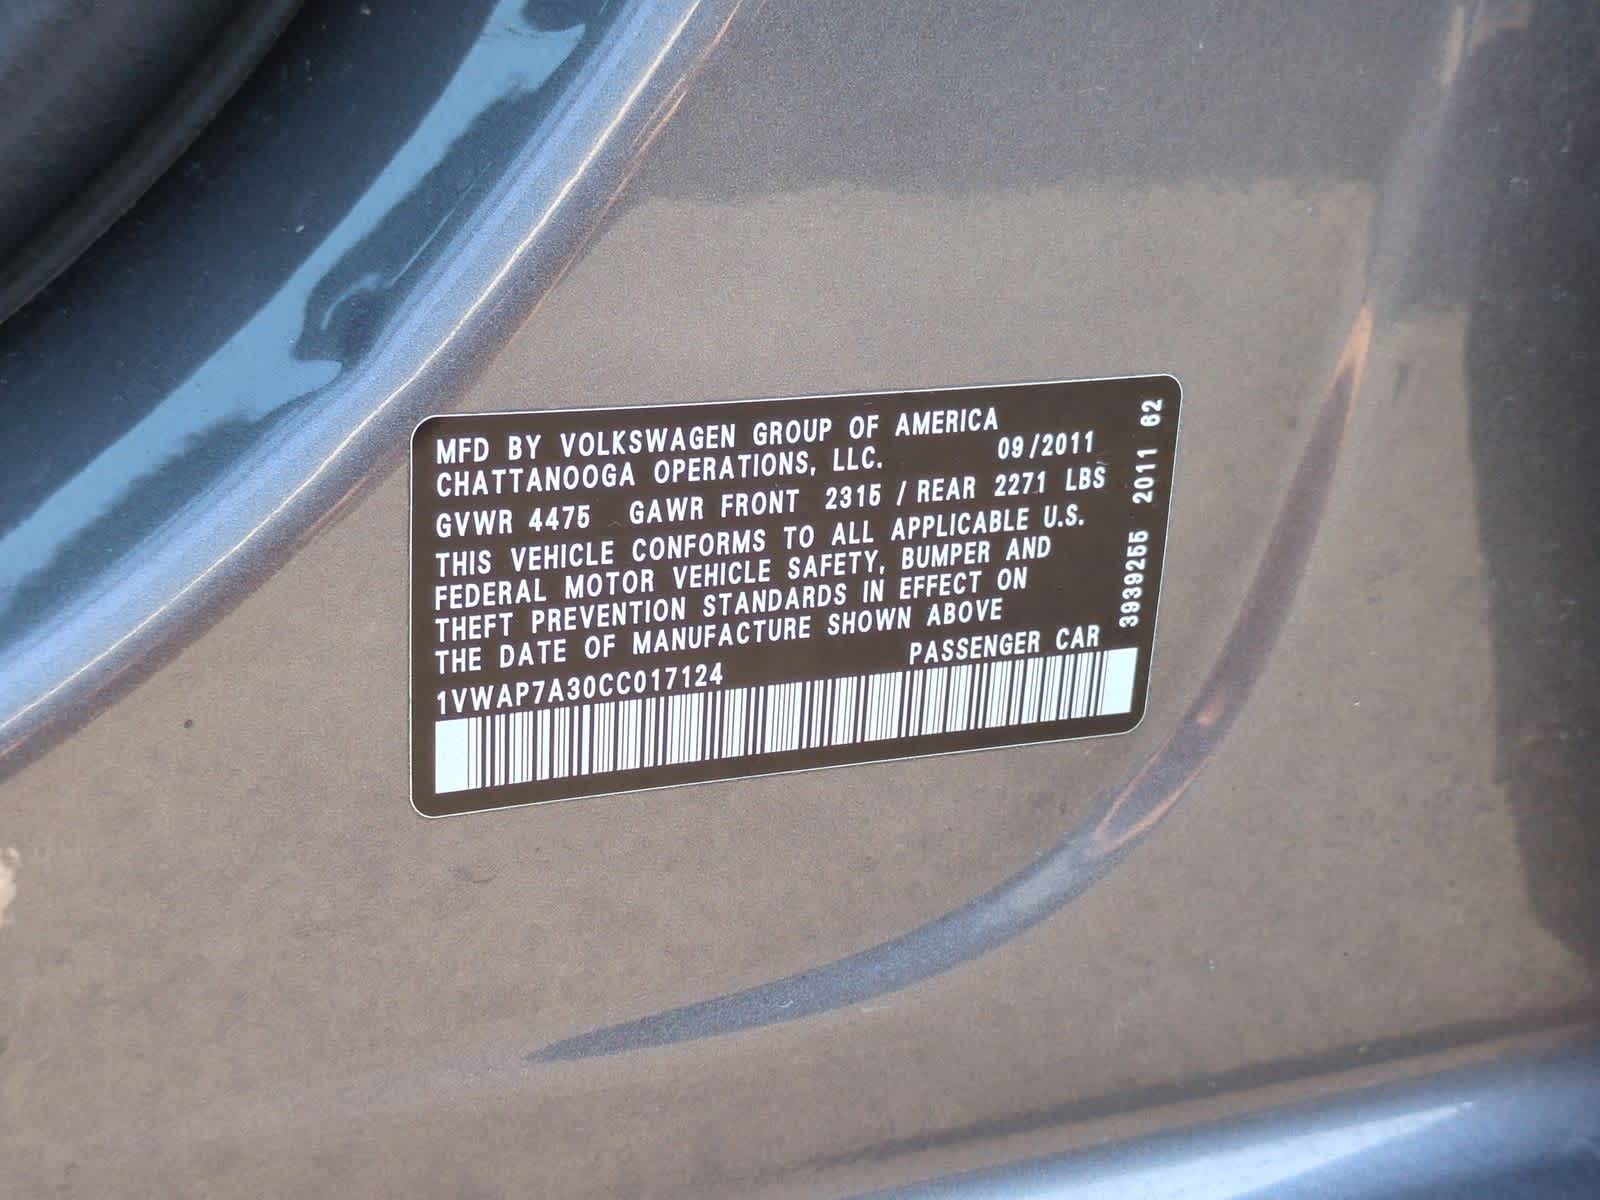 MFD BY VOLKSWAGEN GROUP OF AMERICA
CHATTANOOGA OPERATIONS, LLC. 09/2011
GVWR 4475 GAWR FRONT 2315 / REAR 2271 LBS
THIS VEHICLE CONFORMS TO ALL APPLICABLE U.S.
FEDERAL MOTOR VEHICLE SAFETY, BUMPER AND
THEFT PREVENTION STANDARDS IN EFFECT ON
THE DATE OF MANUFACTURE SHOWN ABOVE
PASSENGER CAR
1VWAP7A30CC017124
3939255 2011 62